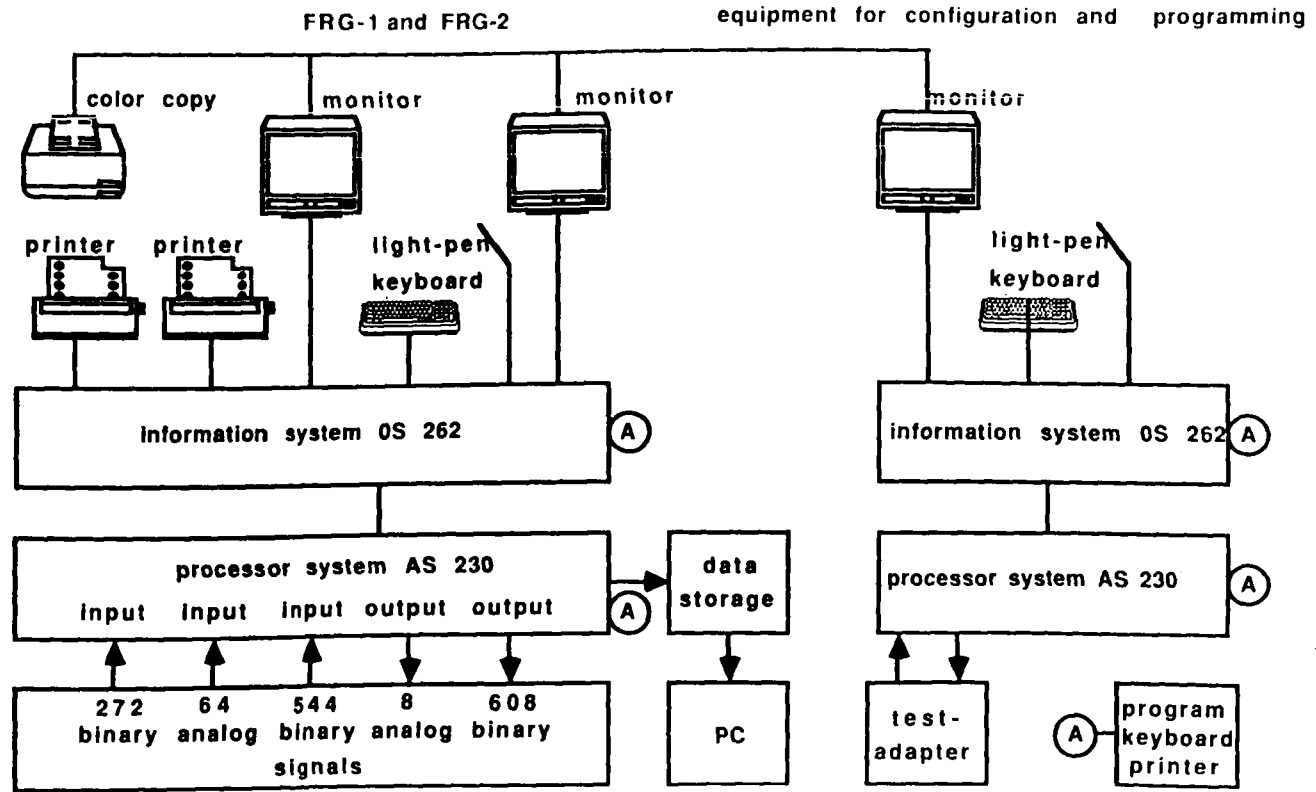 FRG-1 and FRG-2
equipment for configuration and programming
color copy
monitor
monitor
monitor
printer
printer
light-pen
keyboard
light-pen
keyboard
information system 0S 262
A
information system 0S 262
A
processor system AS 230
input input input output output
A
data
storage
processor system AS 230
A
272 64 544 8 608
binary analog binary analog binary
signals
PC
test-
adapter
A
program
keyboard
printer